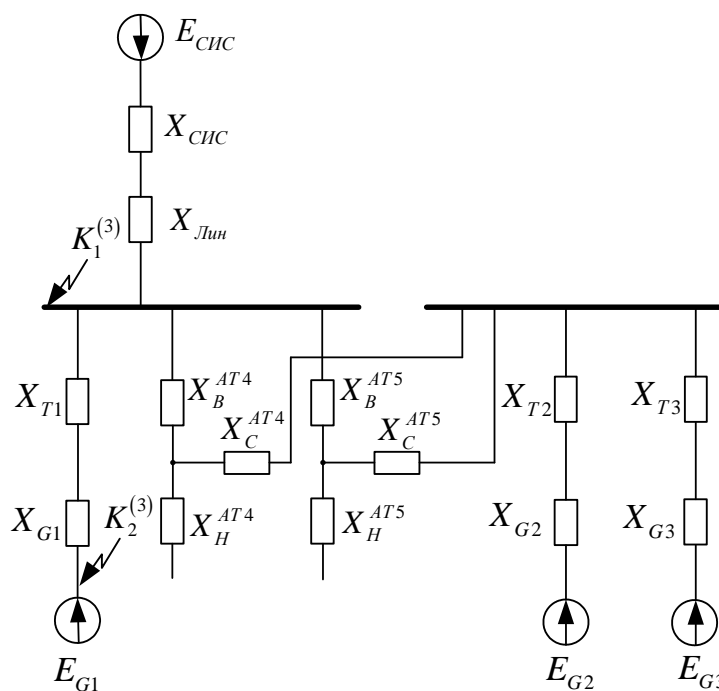 E_СИС
X_СИС
X_Лин
K_1^(3)
X_T1
X_B^AT4
X_C^AT4
X_B^AT5
X_C^AT5
X_T2
X_T3
X_G1
K_2^(3)
X_H^AT4
X_H^AT5
X_G2
X_G3
E_G1
E_G2
E_G3